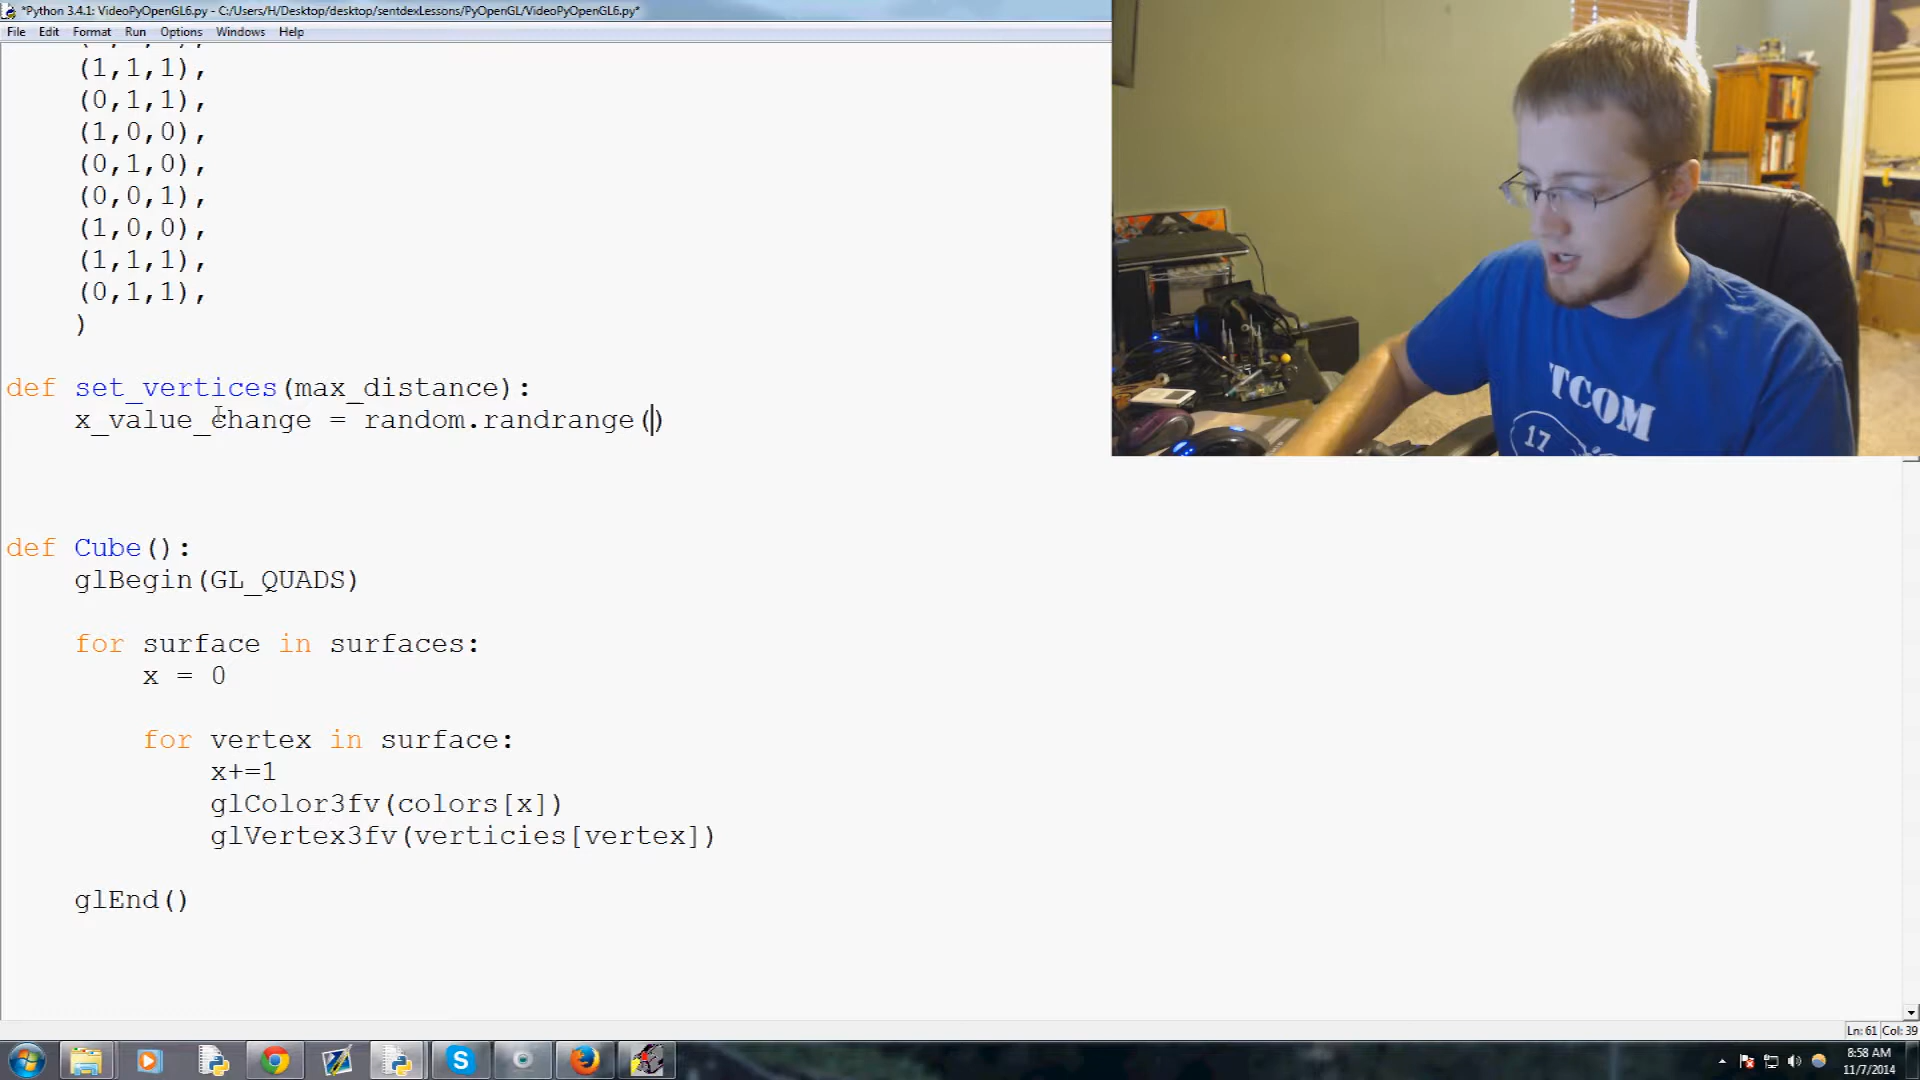 *Python 3.4.1: VideoPyOpenGL6.py - C:/Users/H/Desktop/desktop/sentdexLessons/PyOpenGL/VideoPyOpenGL6.py*
File Edit Format Run Options Windows Help
(1,1,1),
(0,1,1),
(1,0,0),
(0,1,0),
(0,0,1),
(1,0,0),
(1,1,1),
(0,1,1),
)
def set_vertices(max_distance):
x_value_change = random.randrange()
def Cube():
glBegin(GL_QUADS)
for surface in surfaces:
x = 0
for vertex in surface:
x+=1
glColor3fv(colors[x])
glVertex3fv(verticies[vertex])
glEnd()
TCOM
17
Ln: 61 Col: 39
8:58 AM
11/7/2014